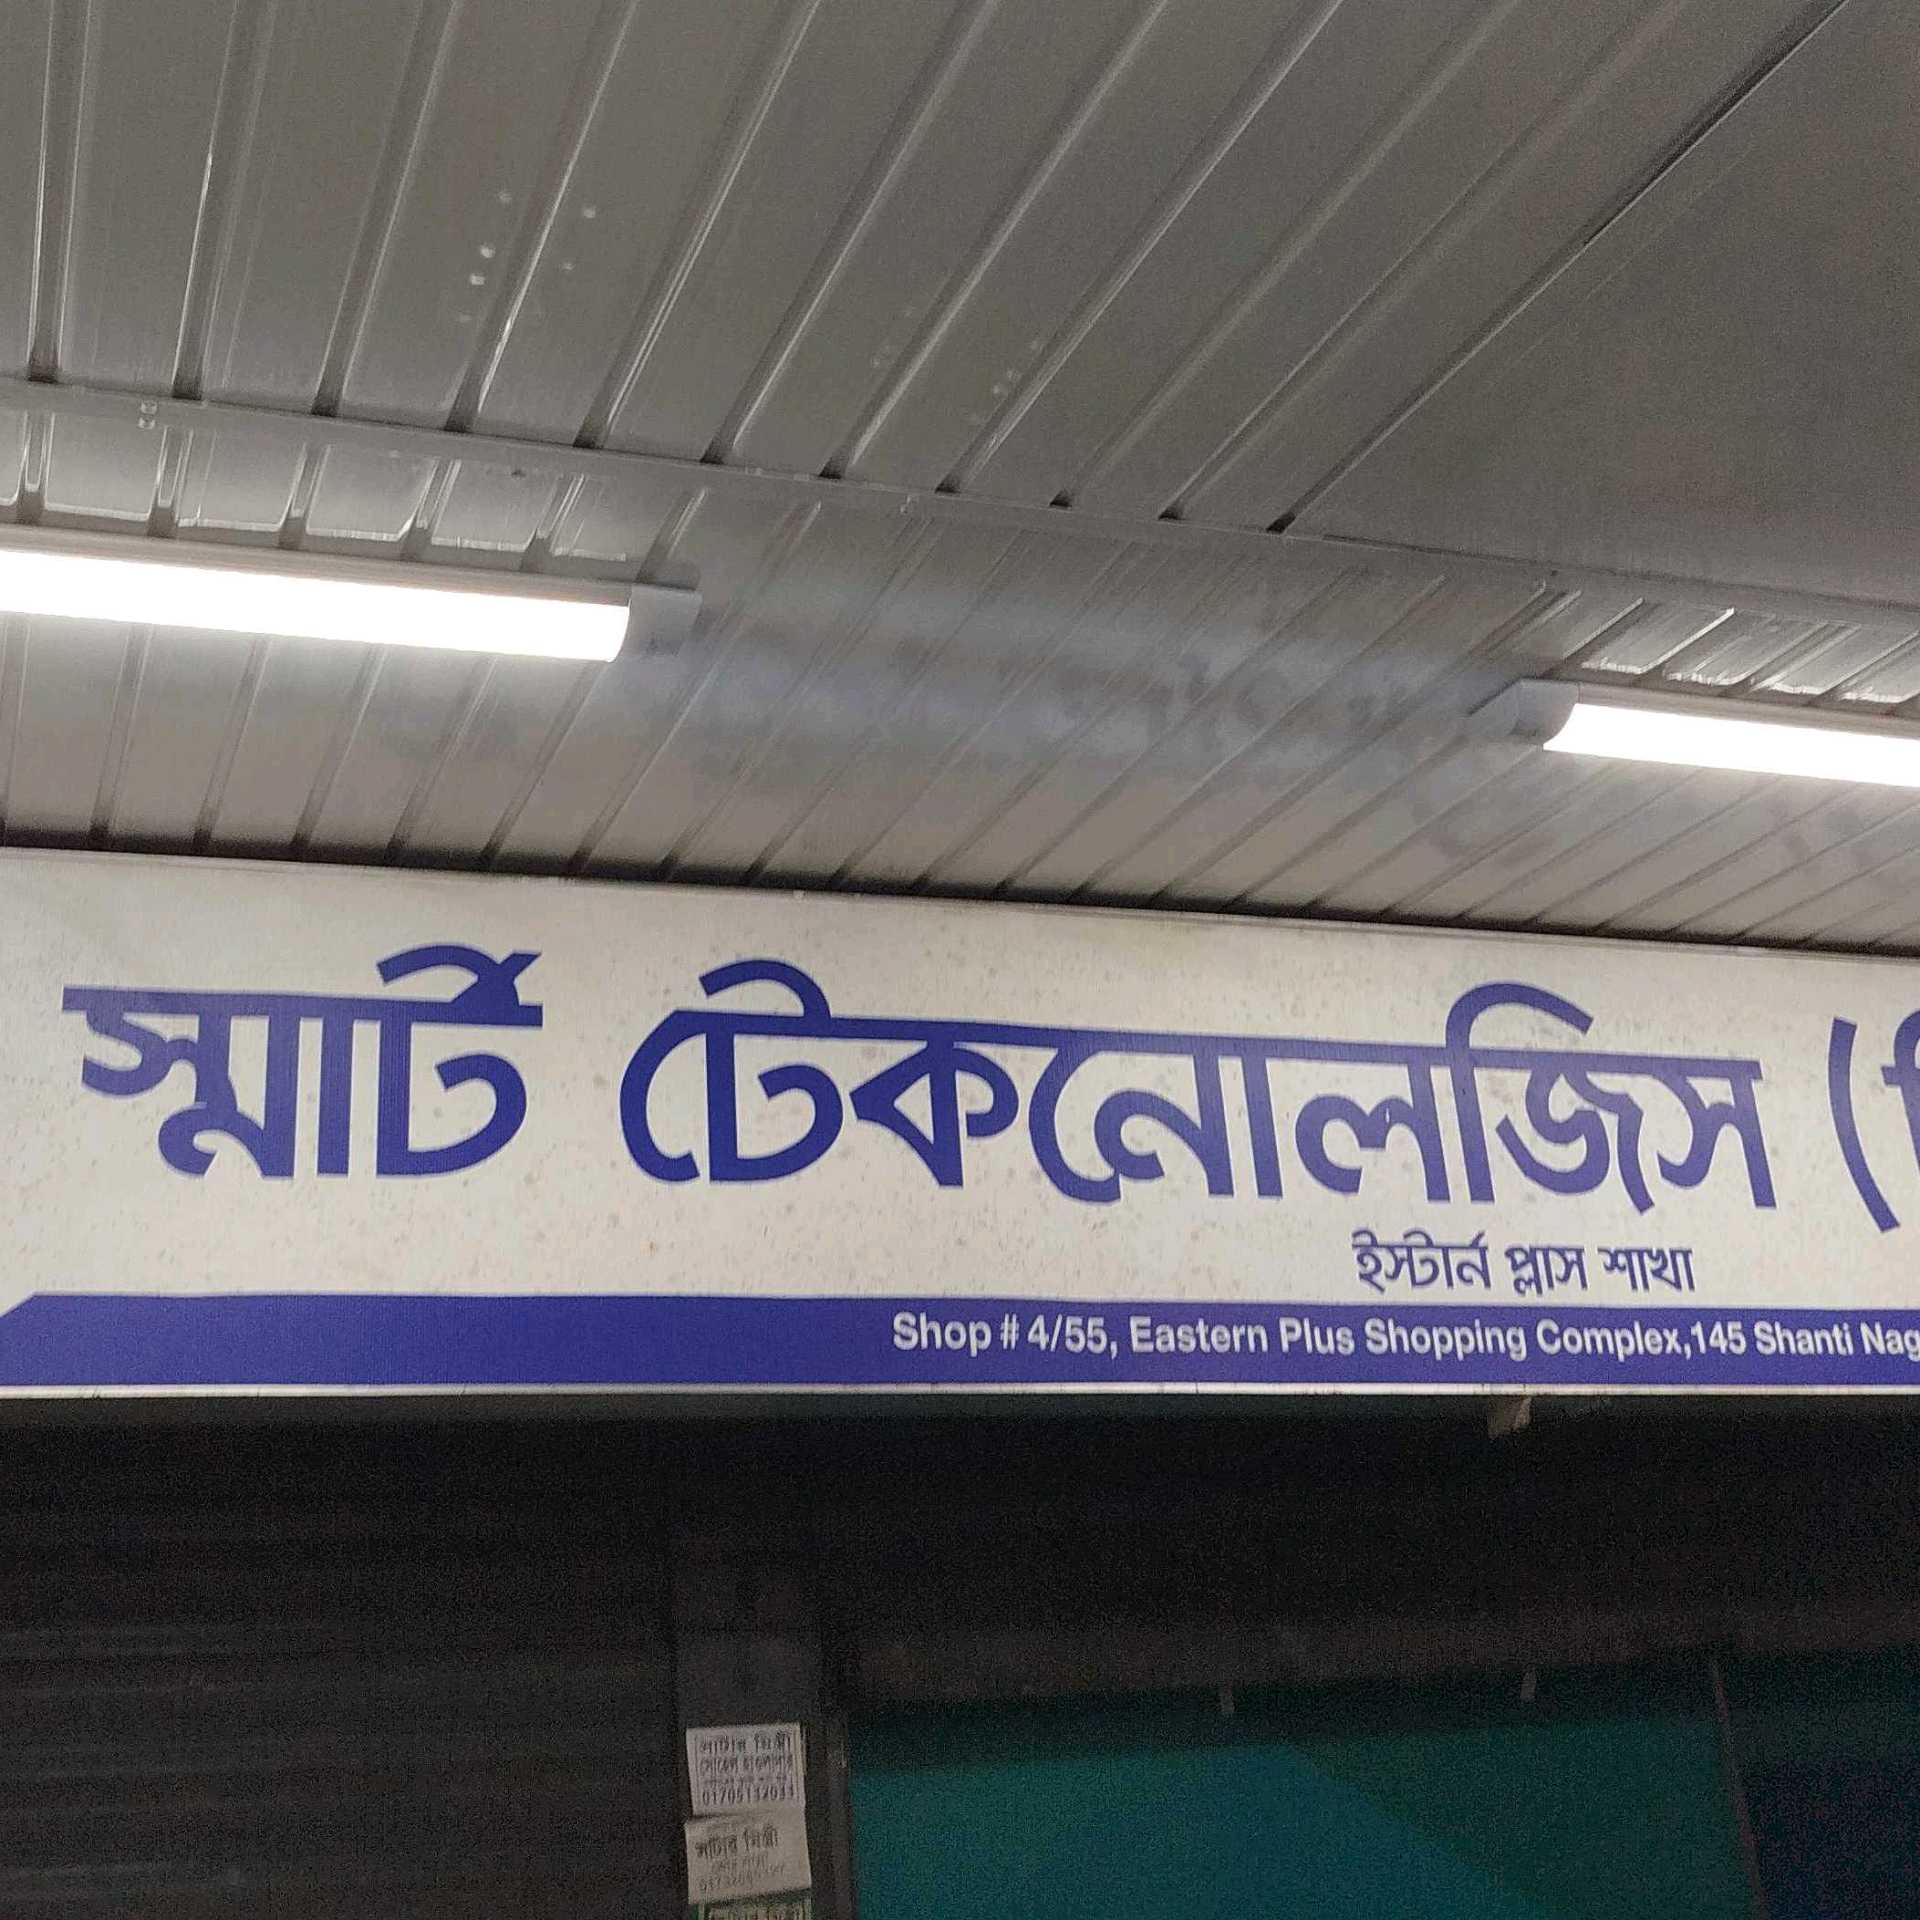 স্মার্ট টেকনোলজিস (
ইস্টার্ন প্লাস শাখা
Shop # 4/55, Eastern Plus Shopping Complex,145 Shanti Nag
সাটার মিস্ত্রী
সাটার মিস্ত্রী